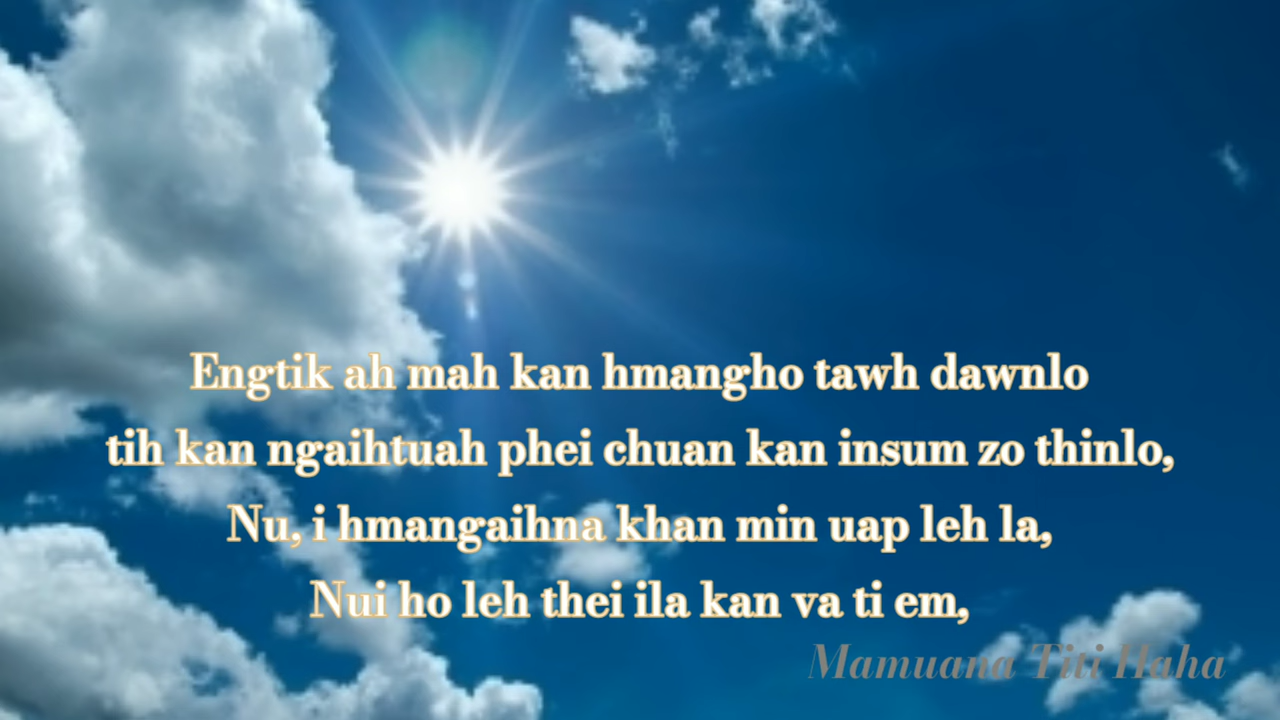 Engtik ah mah kan hmangho tawh dawnlo
tih kan ngaihtuah phei chuan kan insum zo thinlo,
Nu, i hmangaihna khan min uap leh la,
Nui ho leh thei ila kan va ti em,
Mamuana Titi Haha